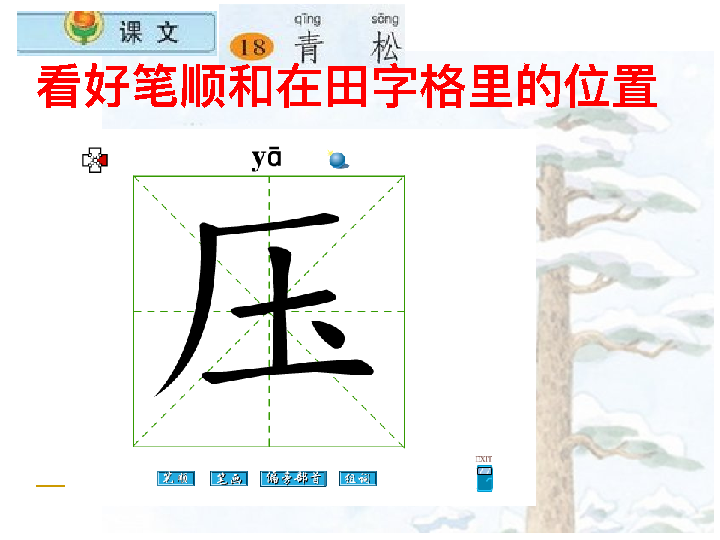 课文
qīng sōng
18 青松
看好笔顺和在田字格里的位置
yā
压
EXIT
笔顺 笔画 偏旁部首 组词